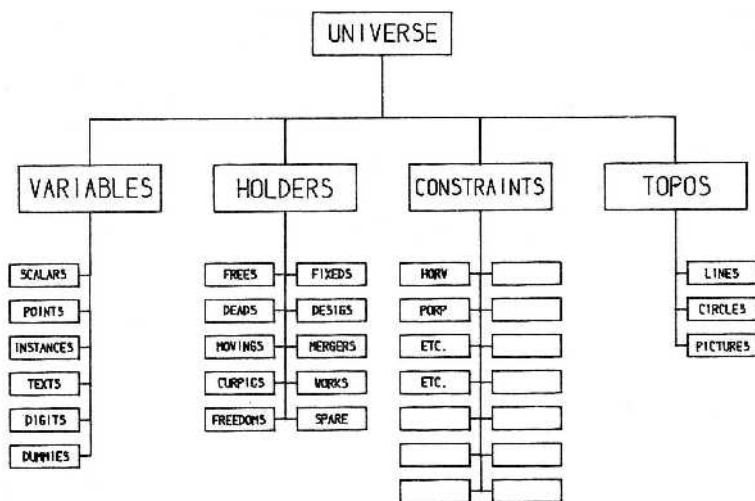 UNIVERSE
VARIABLES
HOLDERS
CONSTRAINTS
TOPOS
SCALARS
POINTS
INSTANCES
TEXTS
DIGITS
DUMMIES
FREES
FIXEDS
DEADS
DESIGS
MOVINGS
MERGERS
CURPICS
WORKS
FREEDOMS
SPARE
HORV
PORP
ETC.
ETC.
LINES
CIRCLES
PICTURES